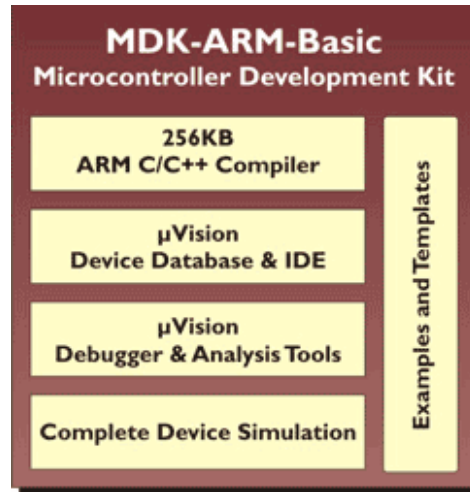 MDK-ARM-Basic
Microcontroller Development Kit
256KB
ARM C/C++ Compiler
µVision
Device Database & IDE
µVision
Debugger & Analysis Tools
Complete Device Simulation
Examples and Templates